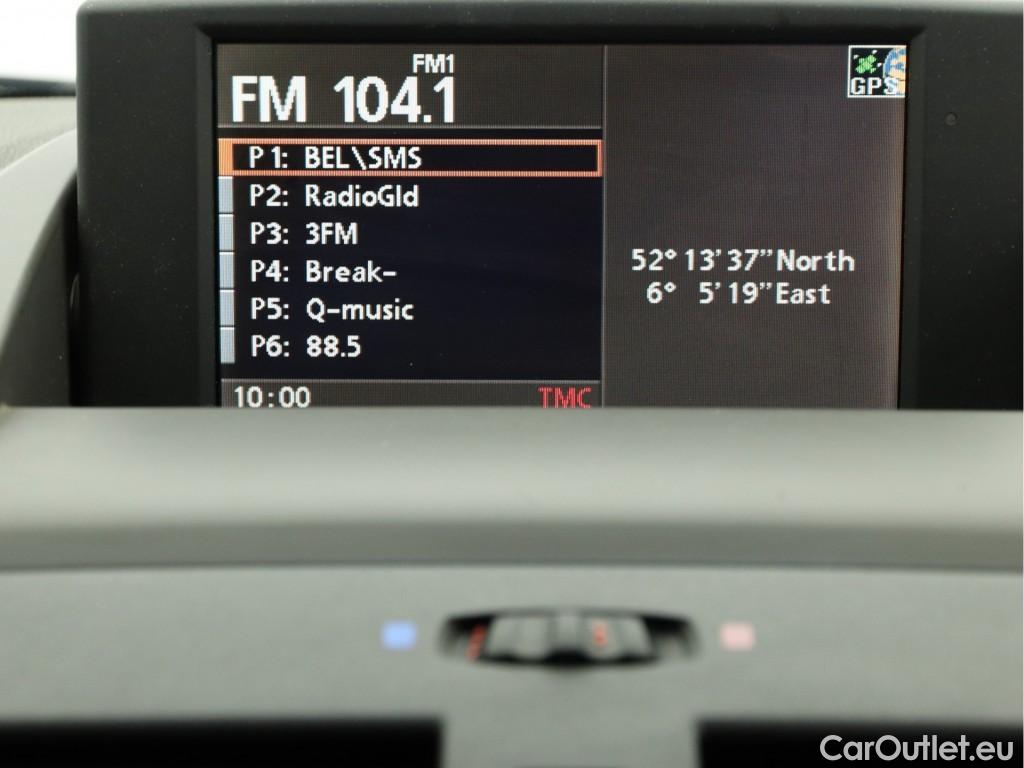 FM1
FM 104.1
GPS
P1: BEL\SMS
P2: RadioGld
P3: 3FM
P4: Break-
P5: Q-music
P6: 88.5
52° 13' 37" North
6° 5' 19" East
10:00 TMC
CarOutlet.eu